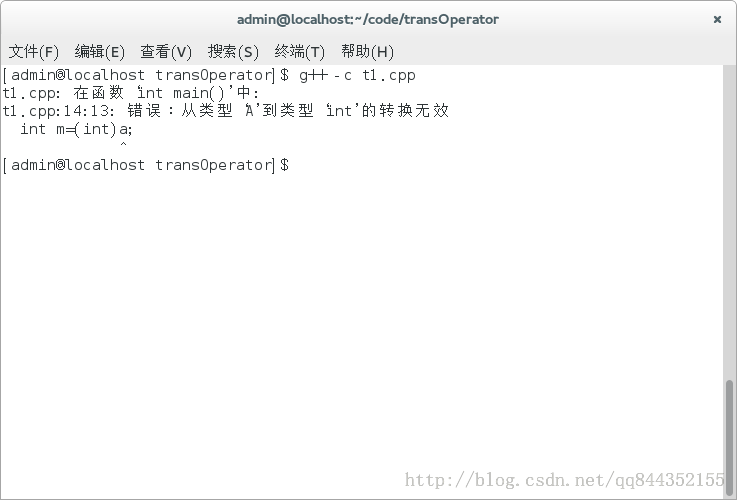 admin@localhost:~/code/transOperator ×
文件(F) 编辑(E) 查看(V) 搜索(S) 终端(T) 帮助(H)
[admin@localhost transOperator]$ g++ -c t1.cpp
t1.cpp: 在函数 ‘int main()’中:
t1.cpp:14:13: 错误：从类型 ‘A’到类型 ‘int’的转换无效
int m=(int)a;
^
[admin@localhost transOperator]$
http://blog.csdn.net/qq844352155